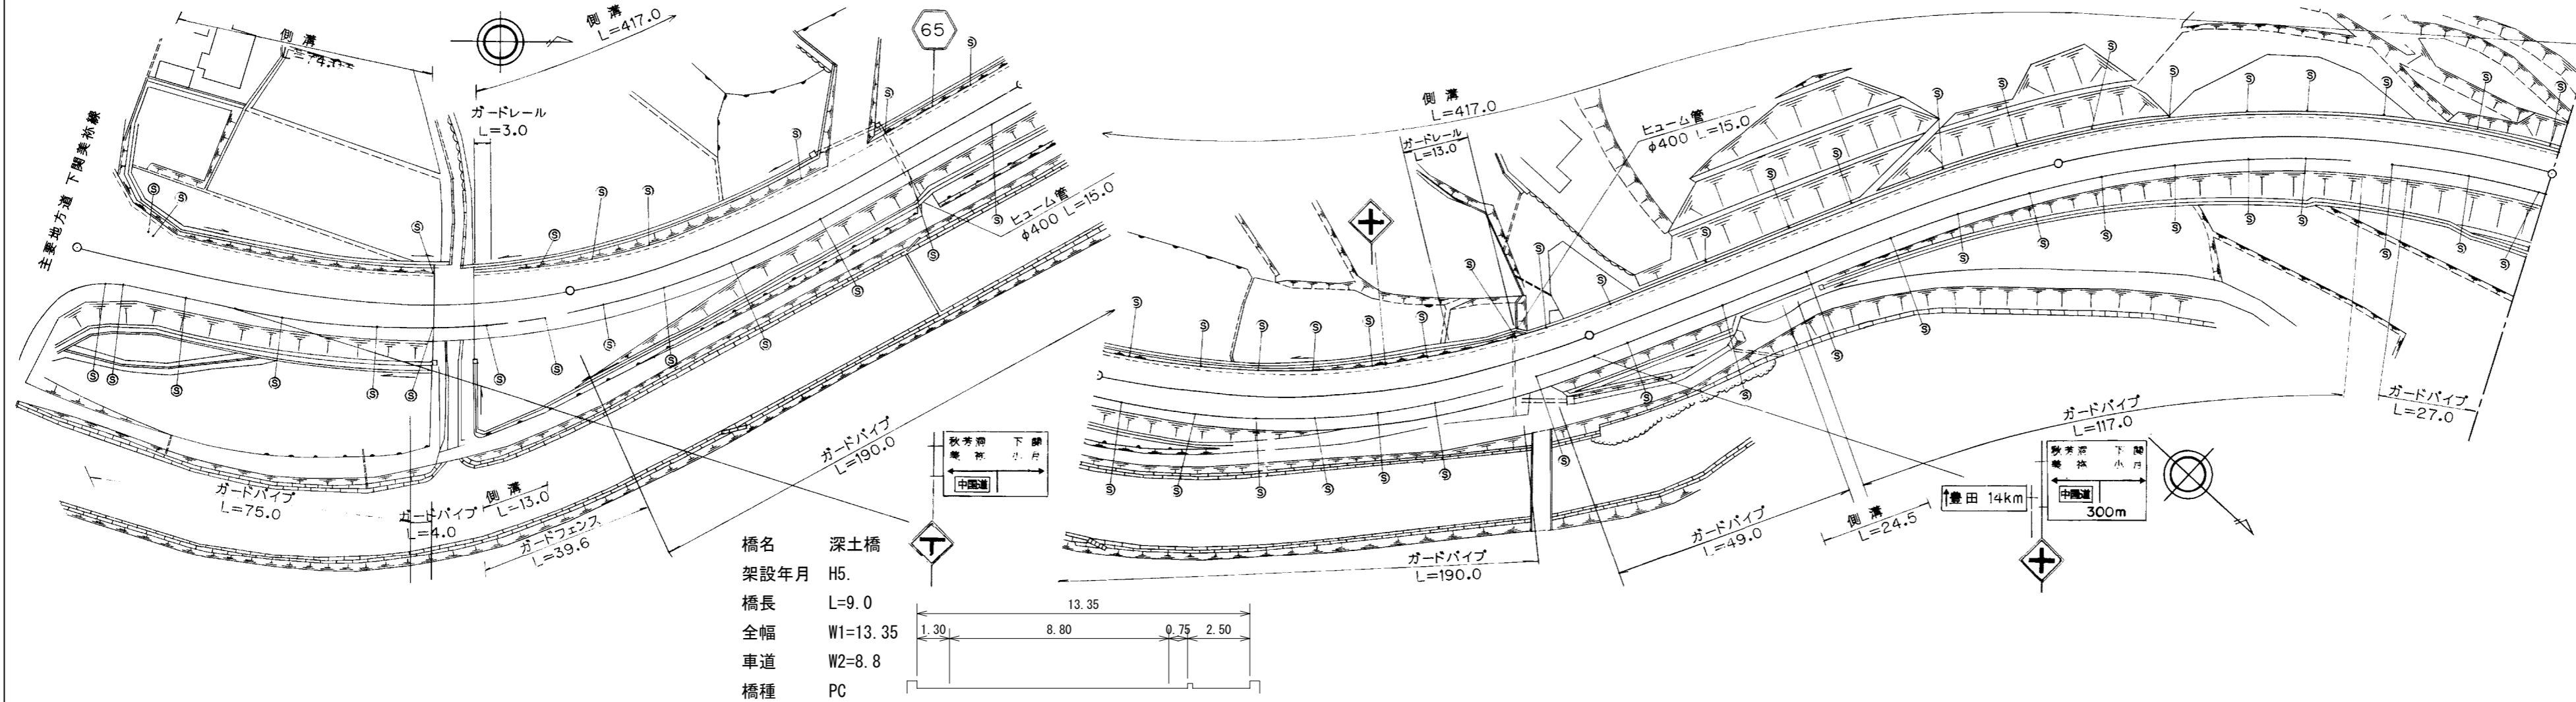 側溝
L=74.0
側溝
L=417.0
65
主要地方道 下関美祢線
ガードレール
L=3.0
ヒューム管
φ400 L=15.0
ガードパイプ
L=75.0
ガードパイプ
L=4.0
側溝
L=13.0
ガードフェンス
L=39.6
ガードパイプ
L=190.0
秋芳洞 下関
美祢 小月
中国道
橋名 深土橋
架設年月 H5.
橋長 L=9.0
全幅 W1=13.35
車道 W2=8.8
橋種 PC
13.35
1.30 8.80 0.75 2.50
側溝
L=417.0
ガードレール
L=13.0
ヒューム管
φ400 L=15.0
ガードパイプ
L=190.0
ガードパイプ
L=49.0
側溝
L=24.5
ガードパイプ
L=117.0
ガードパイプ
L=27.0
豊田 14km
秋芳洞 下関
美祢 小月
中国道
300m